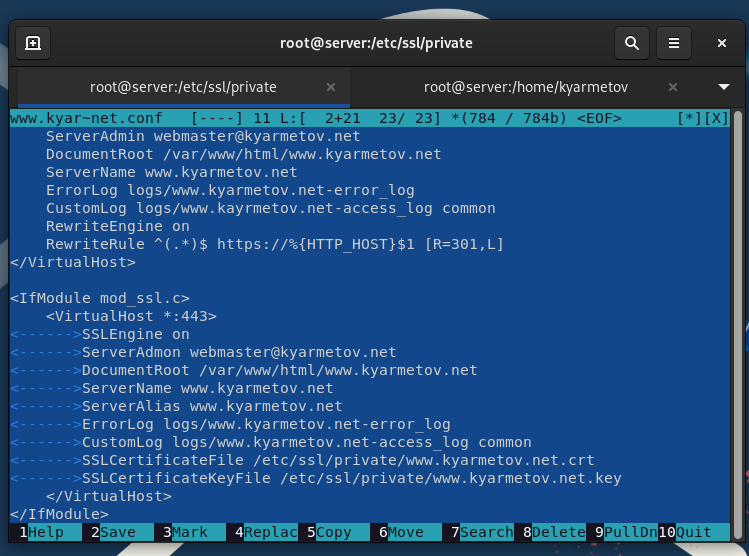 root@server:/etc/ssl/private
root@server:/etc/ssl/private × root@server:/home/kyarmetov ×
www.kyar~net.conf [----] 11 L:[ 2+21 23/ 23] *(784 / 784b) <EOF> [*][X]
ServerAdmin webmaster@kyarmetov.net
DocumentRoot /var/www/html/www.kyarmetov.net
ServerName www.kyarmetov.net
ErrorLog logs/www.kyarmetov.net-error_log
CustomLog logs/www.kayrmetov.net-access_log common
RewriteEngine on
RewriteRule ^(.*)$ https://%{HTTP_HOST}$1 [R=301,L]
</VirtualHost>
<IfModule mod_ssl.c>
<VirtualHost *:443>
<------>SSLEngine on
<------>ServerAdmon webmaster@kyarmetov.net
<------>DocumentRoot /var/www/html/www.kyarmetov.net
<------>ServerName www.kyarmetov.net
<------>ServerAlias www.kyarmetov.net
<------>ErrorLog logs/www.kyarmetov.net-error_log
<------>CustomLog logs/www.kyarmetov.net-access_log common
<------>SSLCertificateFile /etc/ssl/private/www.kyarmetov.net.crt
<------>SSLCertificateKeyFile /etc/ssl/private/www.kyarmetov.net.key
</VirtualHost>
</IfModule>
1Help 2Save 3Mark 4Replac 5Copy 6Move 7Search 8Delete 9PullDn 10Quit